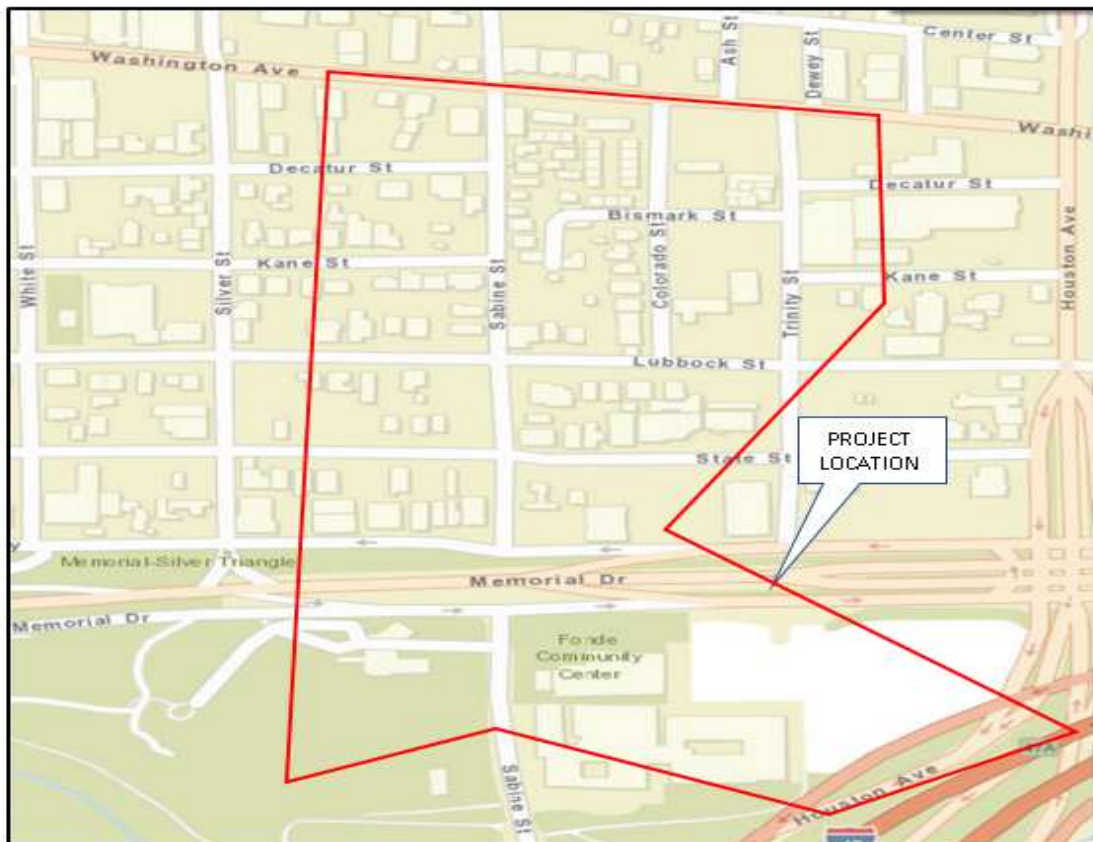 Center St
Washington Ave
Ash St
Dewey St
Decatur St
Decatur St
Bismark St
Kane St
Kane St
White St
Silver St
Sabine St
Colorado St
Trinity St
Houston Ave
Lubbock St
State St
PROJECT
LOCATION
Memorial-Silver Triangle
Memorial Dr
Memorial Dr
Fonde
Community
Center
Sabine St
Houston Ave